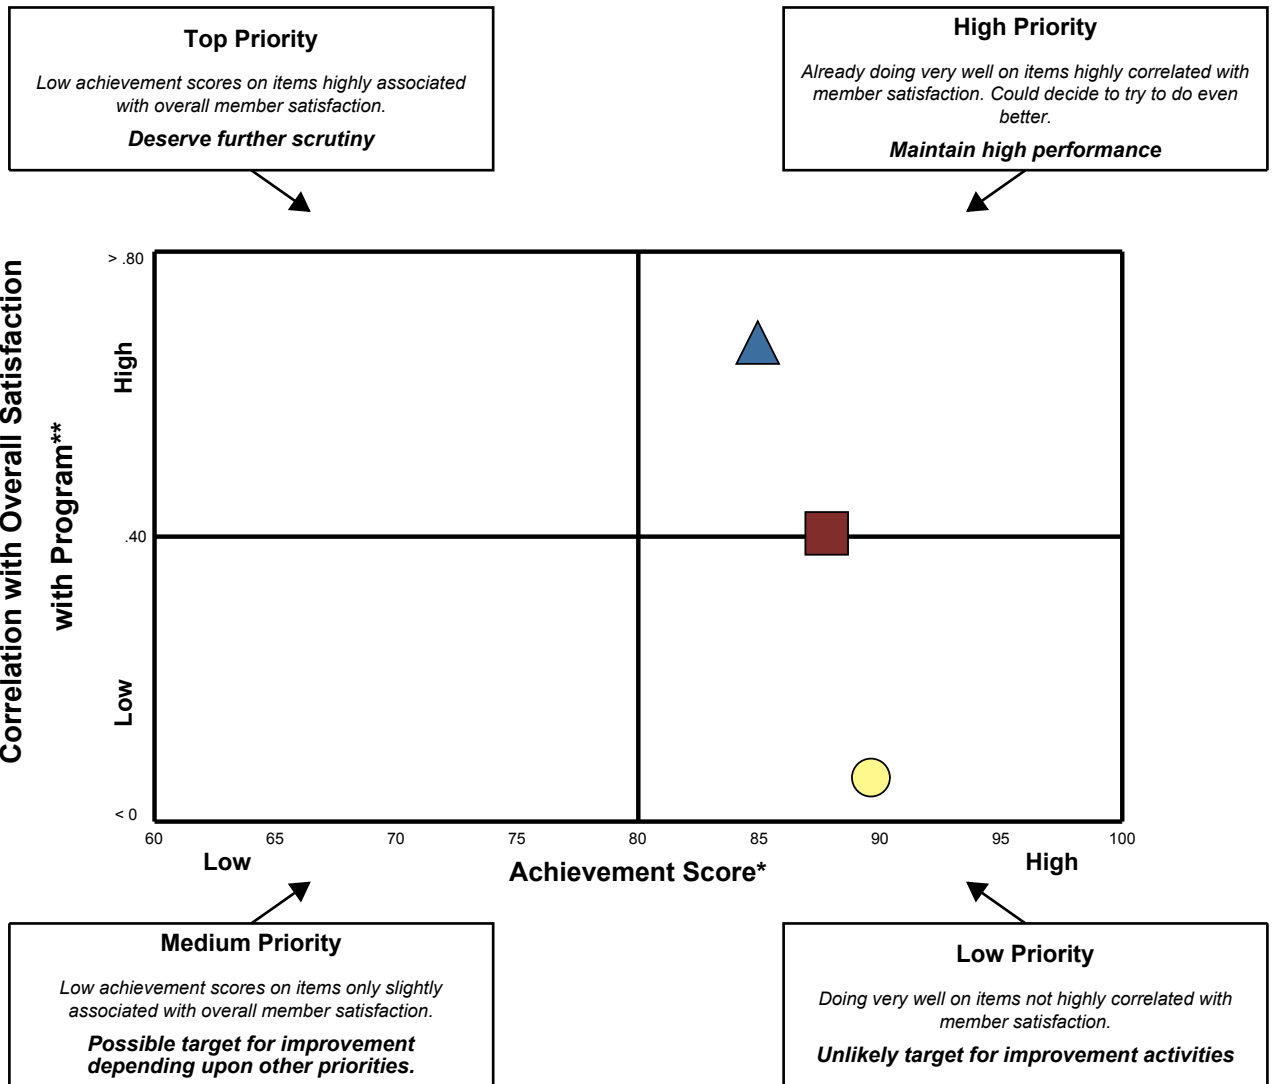 Top Priority
Low achievement scores on items highly associated
with overall member satisfaction.
Deserve further scrutiny
High Priority
Already doing very well on items highly correlated with
member satisfaction. Could decide to try to do even
better.
Maintain high performance
Correlation with Overall Satisfaction
with Program**
> .80
High
.40
Low
< 0
60 65 70 75 80 85 90 95 100
Low
Achievement Score*
High
Medium Priority
Low achievement scores on items only slightly
associated with overall member satisfaction.
Possible target for improvement
depending upon other priorities.
Low Priority
Doing very well on items not highly correlated with
member satisfaction.
Unlikely target for improvement activities